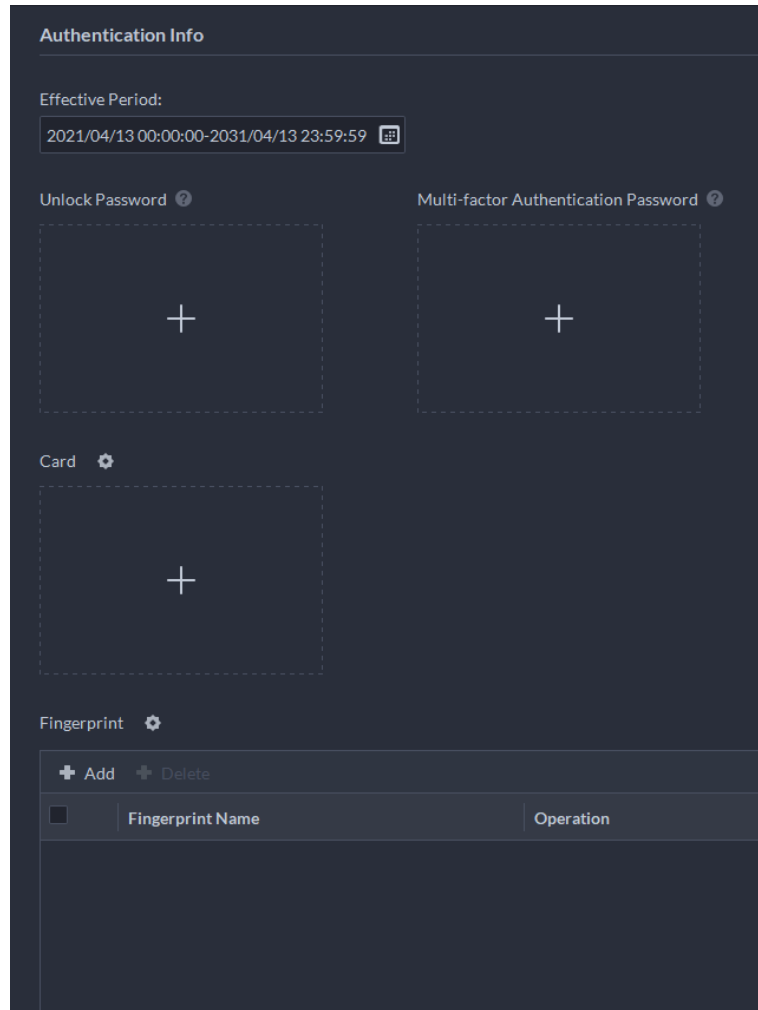 Authentication Info
Effective Period:
2021/04/13 00:00:00-2031/04/13 23:59:59
Unlock Password
Multi-factor Authentication Password
Card
Fingerprint
Add Delete
Fingerprint Name Operation